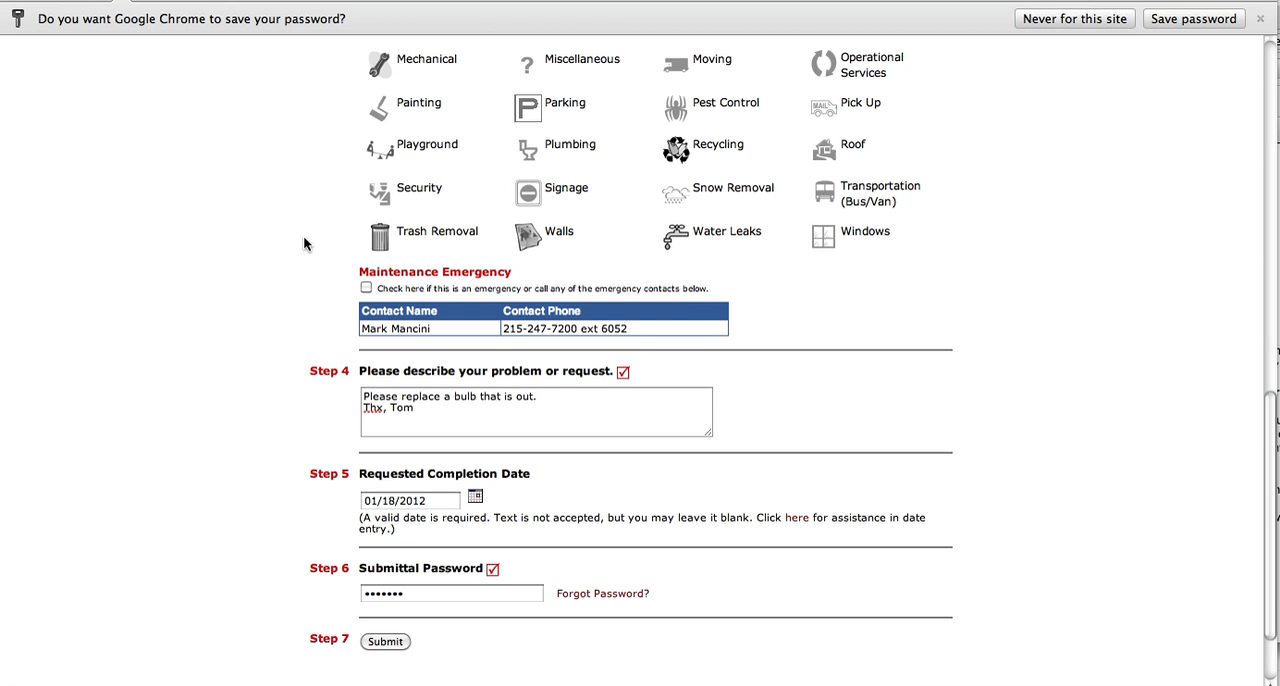 Do you want Google Chrome to save your password?
Never for this site
Save password
Mechanical
Miscellaneous
Moving
Operational
Services
Painting
P
Parking
Pest Control
MAIL
Pick Up
Playground
Plumbing
Recycling
Roof
Security
Signage
Snow Removal
Transportation
(Bus/Van)
Trash Removal
Walls
Water Leaks
Windows
Maintenance Emergency
Check here if this is an emergency or call any of the emergency contacts below.
Contact Name Contact Phone
Mark Mancini 215-247-7200 ext 6052
Step 4 Please describe your problem or request.
Please replace a bulb that is out.
Thx, Tom
Step 5 Requested Completion Date
01/18/2012
(A valid date is required. Text is not accepted, but you may leave it blank. Click here for assistance in date
entry.)
Step 6 Submittal Password
•••••••
Forgot Password?
Step 7 Submit